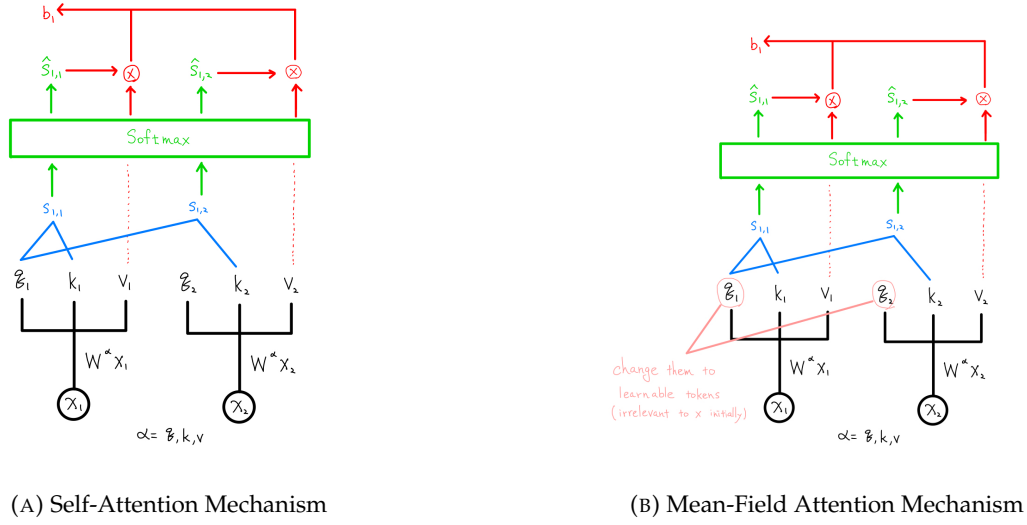 b₁
Ŝ₁,₁ ⊗ Ŝ₁,₂ ⊗
Softmax
S₁,₁ S₁,₂
q₁ k₁ v₁ q₂ k₂ v₂
W^α x₁ W^α x₂
x₁ x₂
α = q, k, v
(A) Self-Attention Mechanism
b₁
Ŝ₁,₁ ⊗ Ŝ₁,₂ ⊗
Softmax
S₁,₁ S₁,₂
q₁ k₁ v₁ q₂ k₂ v₂
W^α x₁ W^α x₂
change them to
learnable tokens
(irrelevant to x initially)
x₁ x₂
α = q, k, v
(B) Mean-Field Attention Mechanism